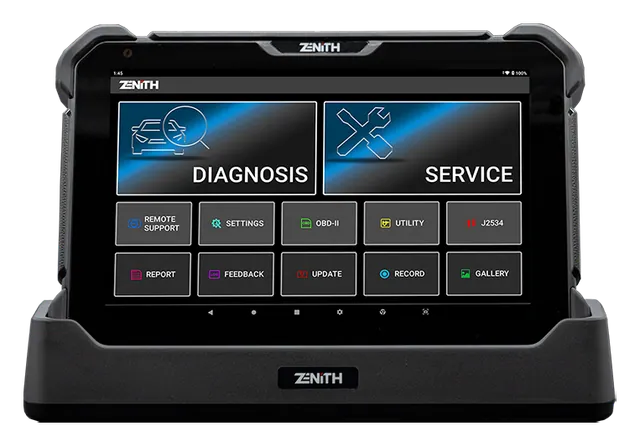 ZENITH
1:45
100%
ZENITH
DIAGNOSIS
SERVICE
REMOTE
SUPPORT
SETTINGS
OBD-II
UTILITY
J2534
REPORT
FEEDBACK
UPDATE
RECORD
GALLERY
ZENITH